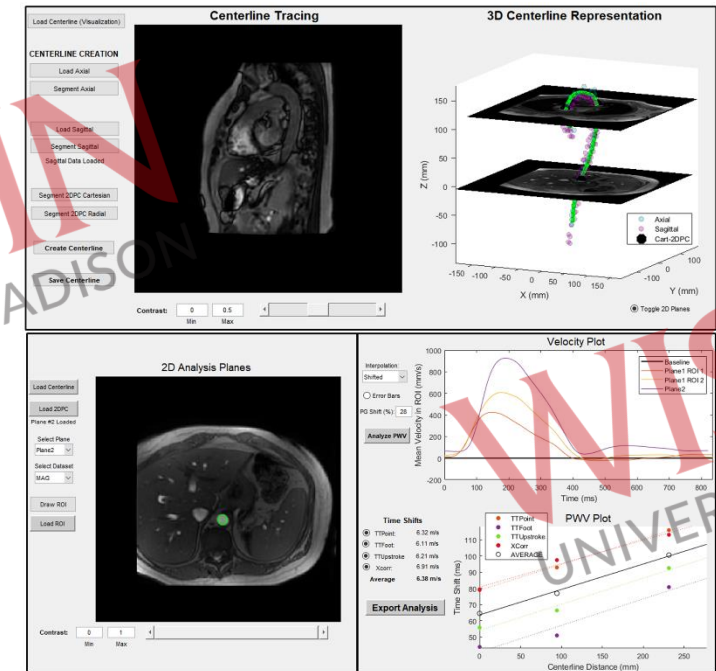 Centerline Tracing
Load Centerline (Visualization)
CENTERLINE CREATION
Load Axial
Segment Axial
Load Sagittal
Segment Sagittal
Sagittal Data Loaded
Segment 2DPC Cartesian
Segment 2DPC Radial
Create Centerline
Save Centerline
Contrast:
0
0.5
Min
Max
3D Centerline Representation
150
100
50
0
-50
-100
Z (mm)
-150 -100 -50 0 50 100 150
X (mm)
-100
0
100
Y (mm)
Axial
Sagittal
Cart-2DPC
Toggle 2D Planes
IN
ADISON
2D Analysis Planes
Load Centerline
Load 2DPC
Plane #2 Loaded
Select Plane
Plane2
Select Dataset
MAG
Draw ROI
Load ROI
Contrast:
0
1
Min
Max
Velocity Plot
Interpolation:
Shifted
Error Bars
PG Shift (%): 28
Analyze PWV
1000
800
600
400
200
0
Mean Velocity in ROI (mm/s)
0 100 200 300 400 500 600 700 800
Time (ms)
Baseline
Plane1 ROI 1
Plane1 ROI 2
Plane2
WIS
UNIVER
Time Shifts
TTPoint: 6.32 m/s
TTFoot: 6.11 m/s
TTUpstroke 6.21 m/s
Xcorr: 6.91 m/s
Average 6.38 m/s
Export Analysis
PWV Plot
TTPoint
TTFoot
TTUpstroke
XCorr
AVERAGE
110
100
90
80
70
60
50
Time Shift (ms)
0 50 100 150 200 250
Centerline Distance (mm)